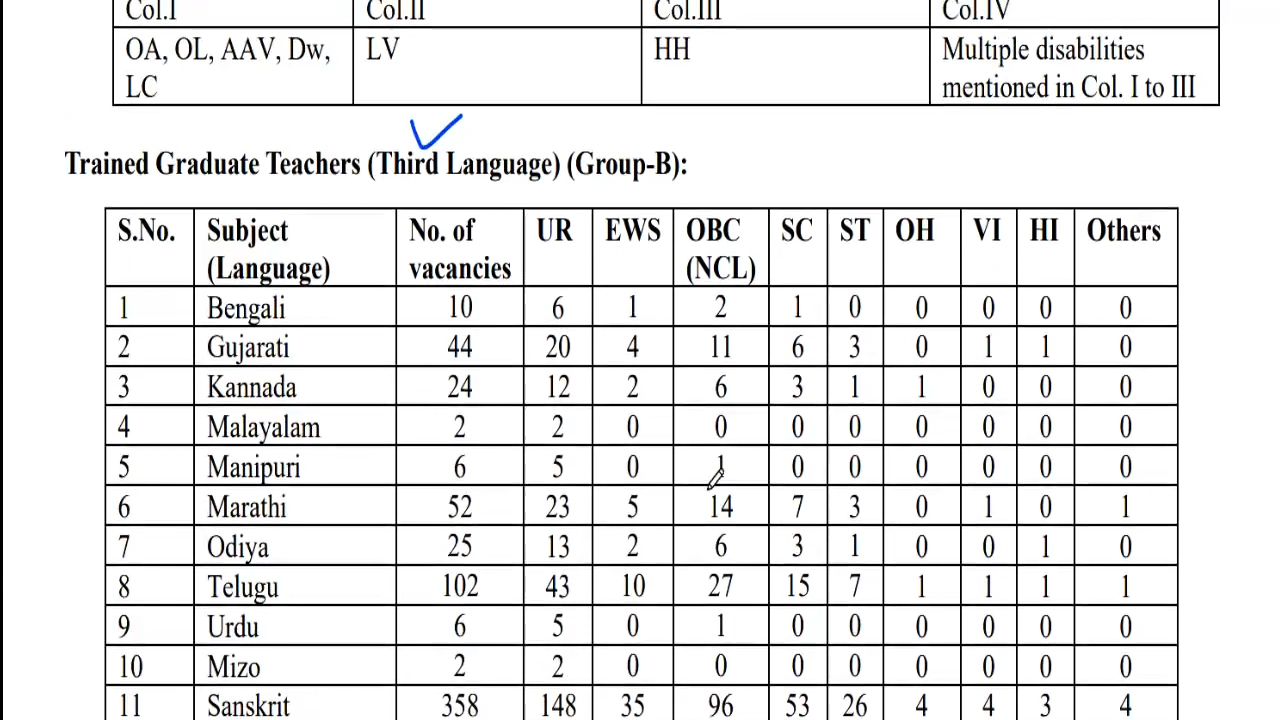 Col.I Col.II Col.III Col.IV
OA, OL, AAV, Dw, LV HH Multiple disabilities
LC mentioned in Col. I to III
Trained Graduate Teachers (Third Language) (Group-B):
S.No. Subject No. of UR EWS OBC SC ST OH VI HI Others
(Language) vacancies (NCL)
1 Bengali 10 6 1 2 1 0 0 0 0 0
2 Gujarati 44 20 4 11 6 3 0 1 1 0
3 Kannada 24 12 2 6 3 1 1 0 0 0
4 Malayalam 2 2 0 0 0 0 0 0 0 0
5 Manipuri 6 5 0 1 0 0 0 0 0 0
6 Marathi 52 23 5 14 7 3 0 1 0 1
7 Odiya 25 13 2 6 3 1 0 0 1 0
8 Telugu 102 43 10 27 15 7 1 1 1 1
9 Urdu 6 5 0 1 0 0 0 0 0 0
10 Mizo 2 2 0 0 0 0 0 0 0 0
11 Sanskrit 358 148 35 96 53 26 4 4 3 4